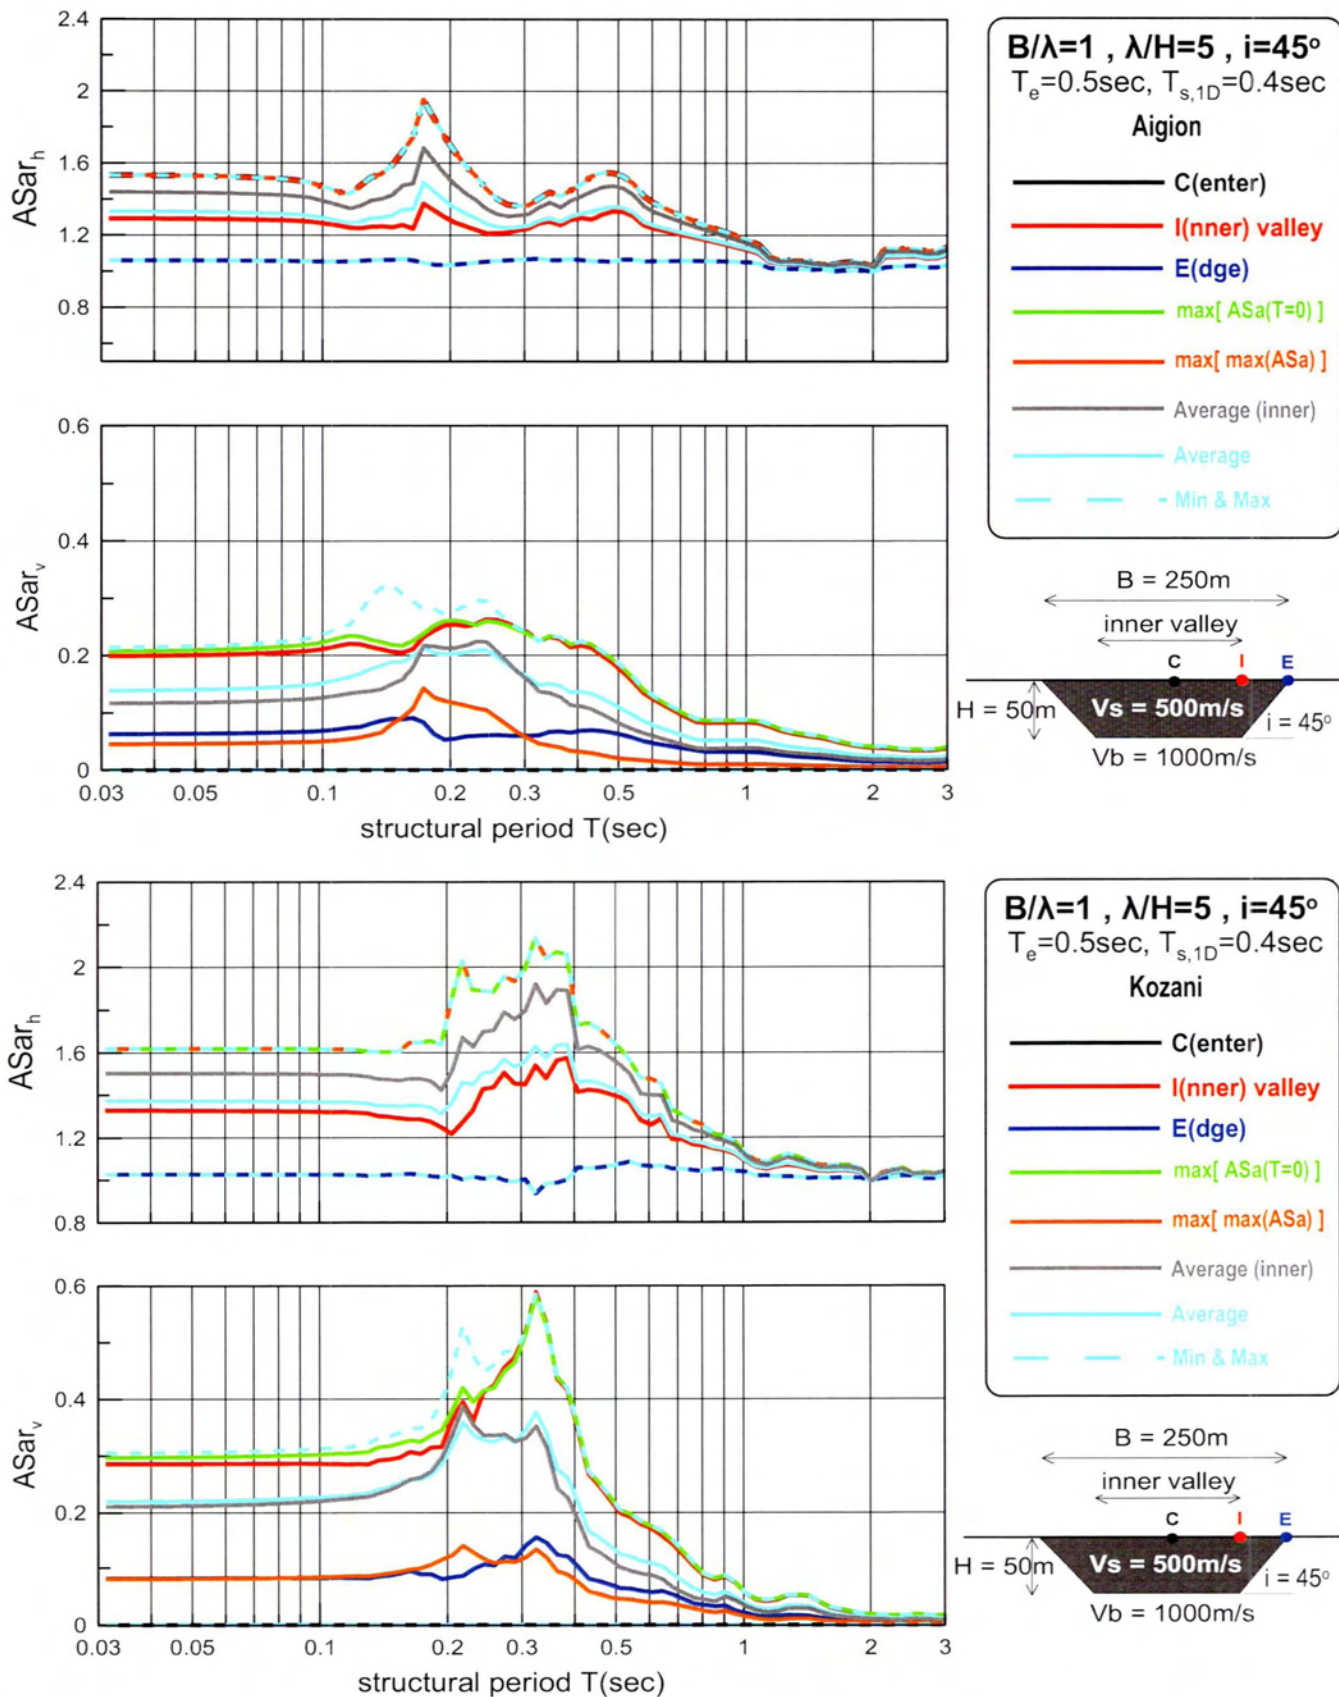 2.4
2
1.6
1.2
0.8
ASar_h
B/λ=1 , λ/H=5 , i=45°
T_e=0.5sec, T_s,1D=0.4sec
Aigion
C(enter)
I(nner) valley
E(dge)
max[ ASa(T=0) ]
max[ max(ASa) ]
Average (inner)
Average
Min & Max
0.6
0.4
0.2
0
ASar_v
0.03 0.05 0.1 0.2 0.3 0.5 1 2 3
structural period T(sec)
B = 250m
inner valley
C I E
H = 50m
Vs = 500m/s
i = 45°
Vb = 1000m/s
2.4
2
1.6
1.2
0.8
ASar_h
B/λ=1 , λ/H=5 , i=45°
T_e=0.5sec, T_s,1D=0.4sec
Kozani
C(enter)
I(nner) valley
E(dge)
max[ ASa(T=0) ]
max[ max(ASa) ]
Average (inner)
Average
Min & Max
0.6
0.4
0.2
0
ASar_v
0.03 0.05 0.1 0.2 0.3 0.5 1 2 3
structural period T(sec)
B = 250m
inner valley
C I E
H = 50m
Vs = 500m/s
i = 45°
Vb = 1000m/s